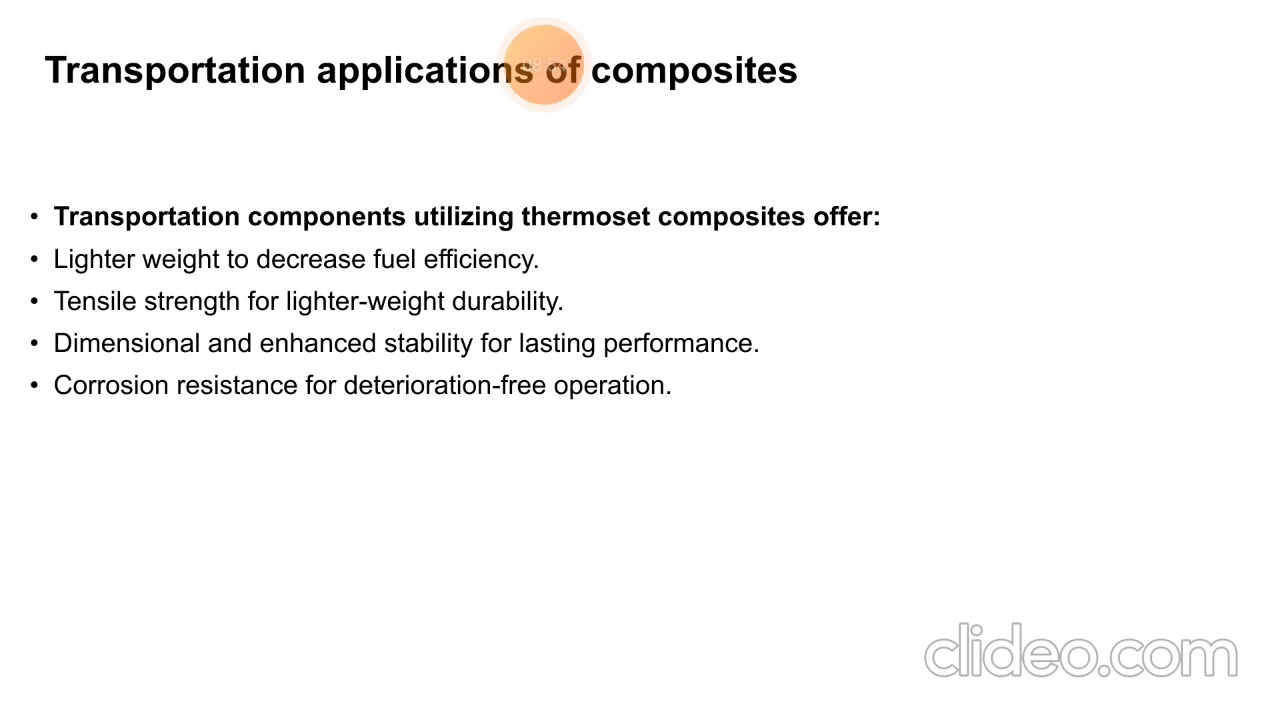 Transportation applications of composites
• Transportation components utilizing thermoset composites offer:
• Lighter weight to decrease fuel efficiency.
• Tensile strength for lighter-weight durability.
• Dimensional and enhanced stability for lasting performance.
• Corrosion resistance for deterioration-free operation.
clideo.com